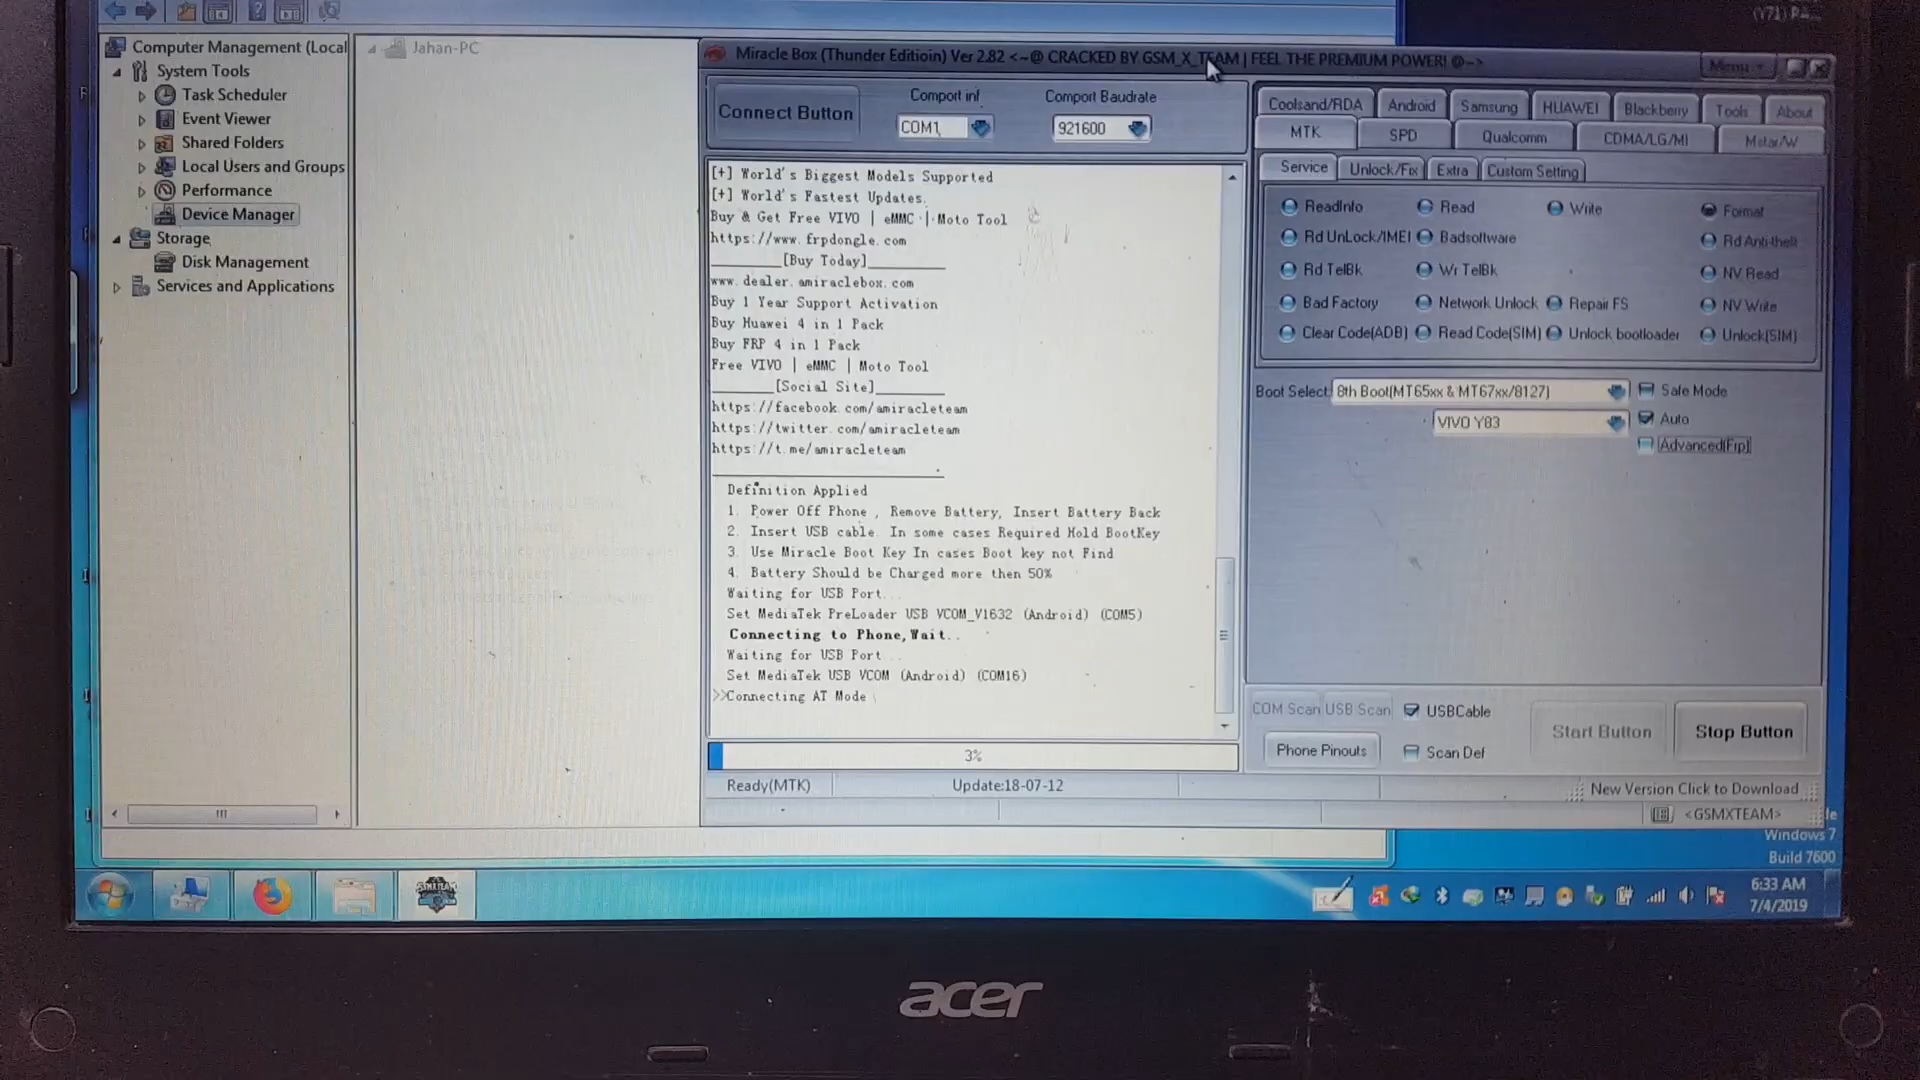 (Y71)
Computer Management (Local
System Tools
Task Scheduler
Event Viewer
Shared Folders
Local Users and Groups
Performance
Device Manager
Storage
Disk Management
Services and Applications
Jahan-PC
Miracle Box (Thunder Editioin) Ver 2.82 <~@ CRACKED BY GSM_X_TEAM | FEEL THE PREMIUM POWER! @~>
Menu
Connect Button
Comport inf
Comport Baudrate
COM1
921600
Coolsand/RDA
Android
Samsung
HUAWEI
Blackberry
Tools
About
MTK
SPD
Qualcomm
CDMA/LG/MI
Mstar/W
Service
Unlock/Fix
Extra
Custom Setting
ReadInfo
Read
Write
Format
Rd UnLock/IMEI
Badsoftware
Rd Anti-theft
Rd TelBk
Wr TelBk
NV Read
Bad Factory
Network Unlock
Repair FS
NV Write
Clear Code(ADB)
Read Code(SIM)
Unlock bootloader
Unlock(SIM)
Boot Select:
8th Boot(MT65xx & MT67xx/8127)
Safe Mode
VIVO Y83
Auto
Advanced(Frp)
[+] World's Biggest Models Supported
[+] World's Fastest Updates.
Buy & Get Free VIVO | eMMC | Moto Tool
https://www.frpdongle.com
________[Buy Today]_________
www.dealer.amiraclebox.com
Buy 1 Year Support Activation
Buy Huawei 4 in 1 Pack
Buy FRP 4 in 1 Pack
Free VIVO | eMMC | Moto Tool
_______[Social Site]________
https://facebook.com/amiracleteam
https://twitter.com/amiracleteam
https://t.me/amiracleteam
Definition Applied
1. Power Off Phone , Remove Battery, Insert Battery Back
2. Insert USB cable. In some cases Required Hold BootKey
3. Use Miracle Boot Key In cases Boot key not Find
4. Battery Should be Charged more then 50%
Waiting for USB Port...
Set MediaTek PreLoader USB VCOM_V1632 (Android) (COM5)
Connecting to Phone,Wait..
Waiting for USB Port...
Set MediaTek USB VCOM (Android) (COM16)
>>Connecting AT Mode
3%
COM Scan
USB Scan
USBCable
Phone Pinouts
Scan Def
Start Button
Stop Button
Ready(MTK)
Update:18-07-12
New Version Click to Download
<GSMXTEAM>
Windows 7
Build 7600
6:33 AM
7/4/2019
acer